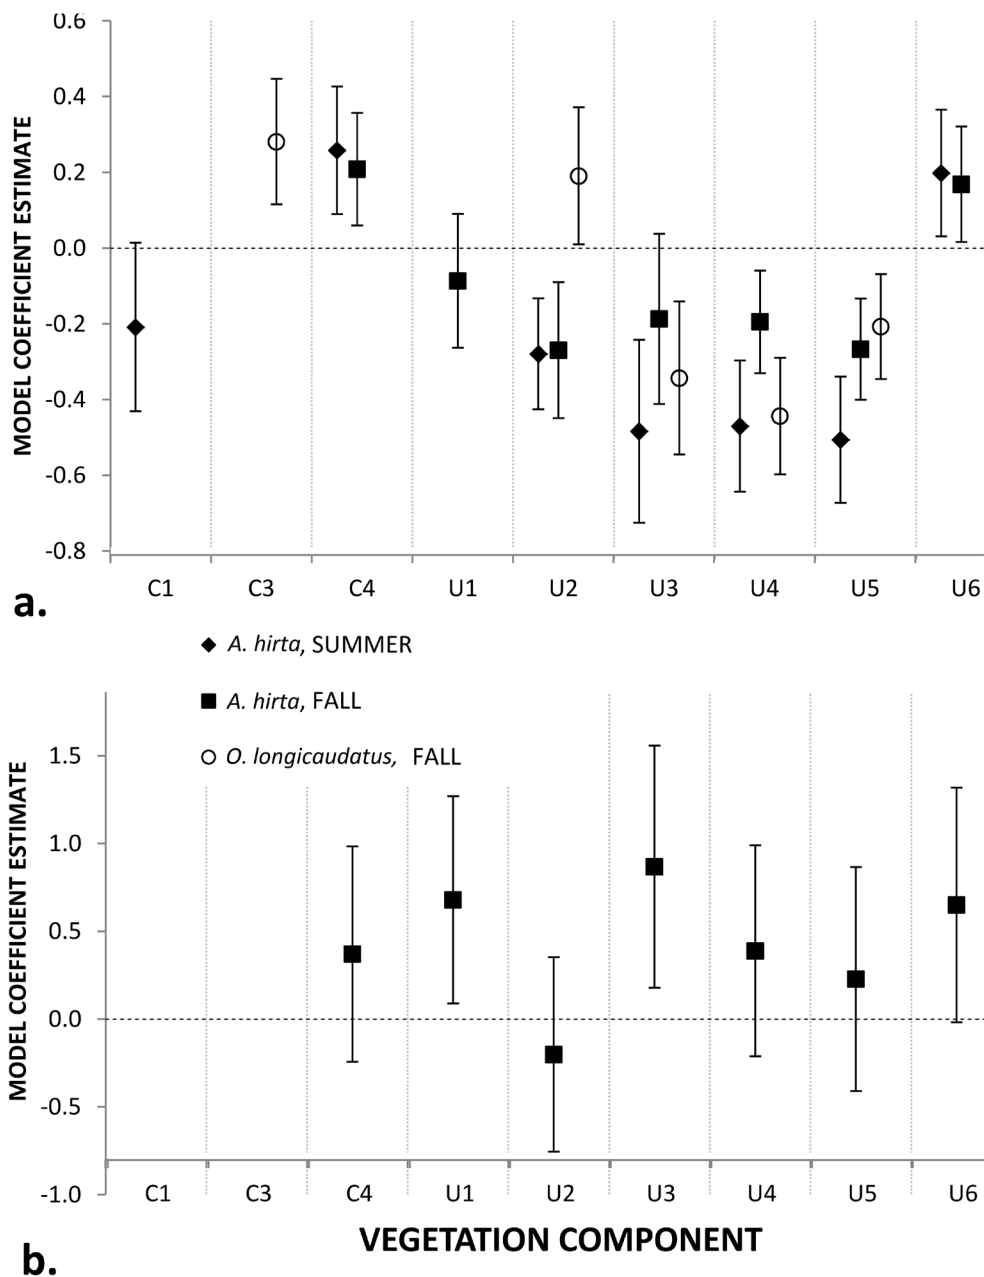 0.6
0.4
0.2
0.0
-0.2
-0.4
-0.6
-0.8
MODEL COEFFICIENT ESTIMATE
C1 C3 C4 U1 U2 U3 U4 U5 U6
a.
A. hirta, SUMMER
A. hirta, FALL
O. longicaudatus, FALL
1.5
1.0
0.5
0.0
-0.5
-1.0
MODEL COEFFICIENT ESTIMATE
C1 C3 C4 U1 U2 U3 U4 U5 U6
VEGETATION COMPONENT
b.